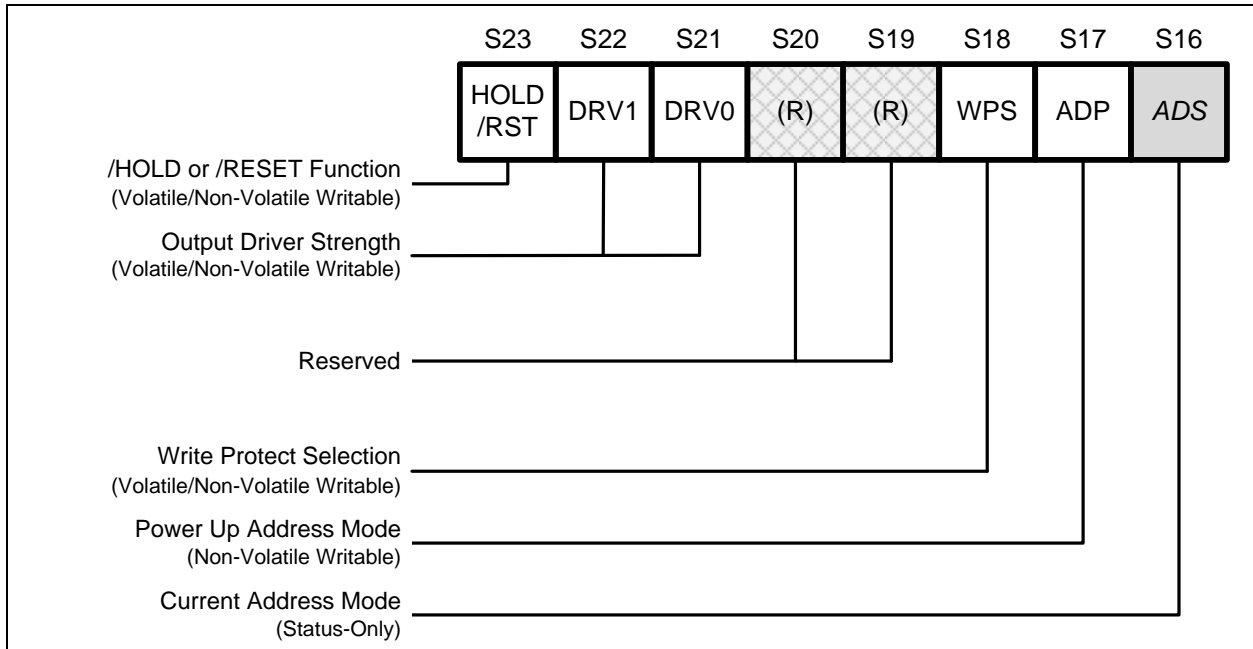 S23 S22 S21 S20 S19 S18 S17 S16
HOLD
/RST DRV1 DRV0 (R) (R) WPS ADP ADS
/HOLD or /RESET Function
(Volatile/Non-Volatile Writable)
Output Driver Strength
(Volatile/Non-Volatile Writable)
Reserved
Write Protect Selection
(Volatile/Non-Volatile Writable)
Power Up Address Mode
(Non-Volatile Writable)
Current Address Mode
(Status-Only)